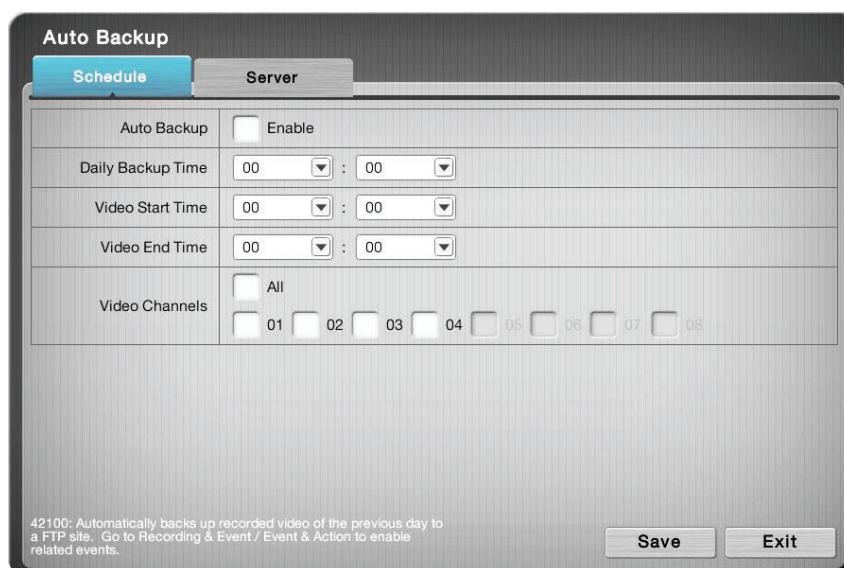 Auto Backup
Schedule Server
Auto Backup Enable
Daily Backup Time 00 : 00
Video Start Time 00 : 00
Video End Time 00 : 00
Video Channels All
01 02 03 04 05 06 07 08
42100: Automatically backs up recorded video of the previous day to
a FTP site. Go to Recording & Event / Event & Action to enable
related events.
Save Exit